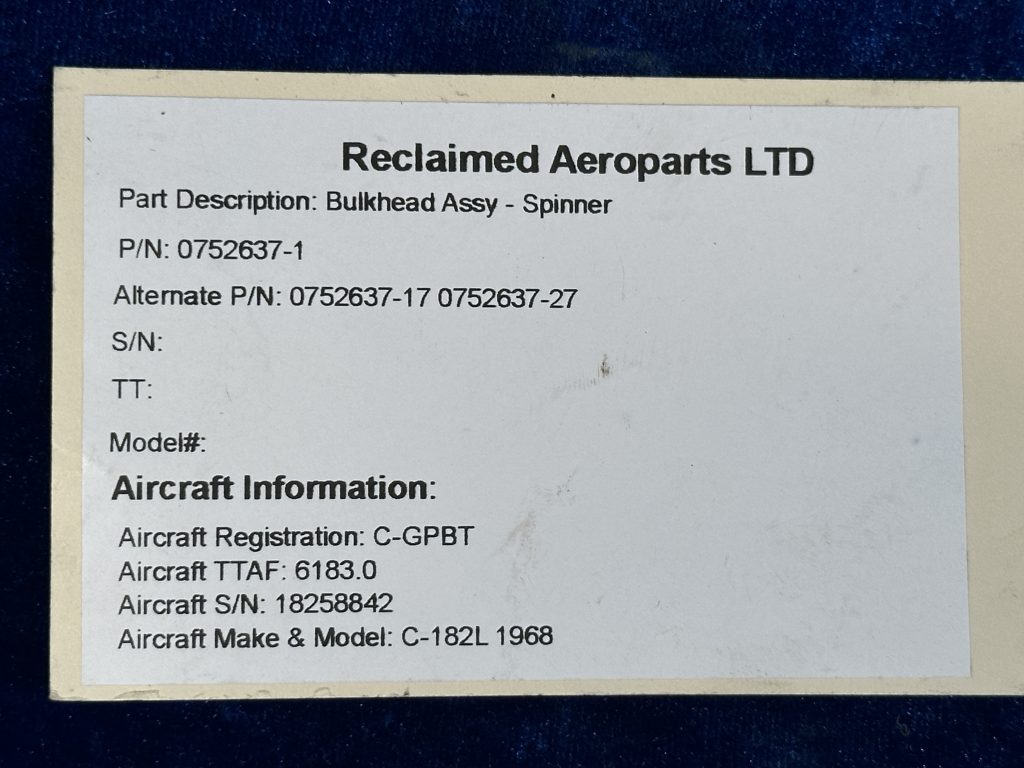 Reclaimed Aeroparts LTD
Part Description: Bulkhead Assy - Spinner
P/N: 0752637-1
Alternate P/N: 0752637-17 0752637-27
S/N:
TT:
Model#:
Aircraft Information:
Aircraft Registration: C-GPBT
Aircraft TTAF: 6183.0
Aircraft S/N: 18258842
Aircraft Make & Model: C-182L 1968